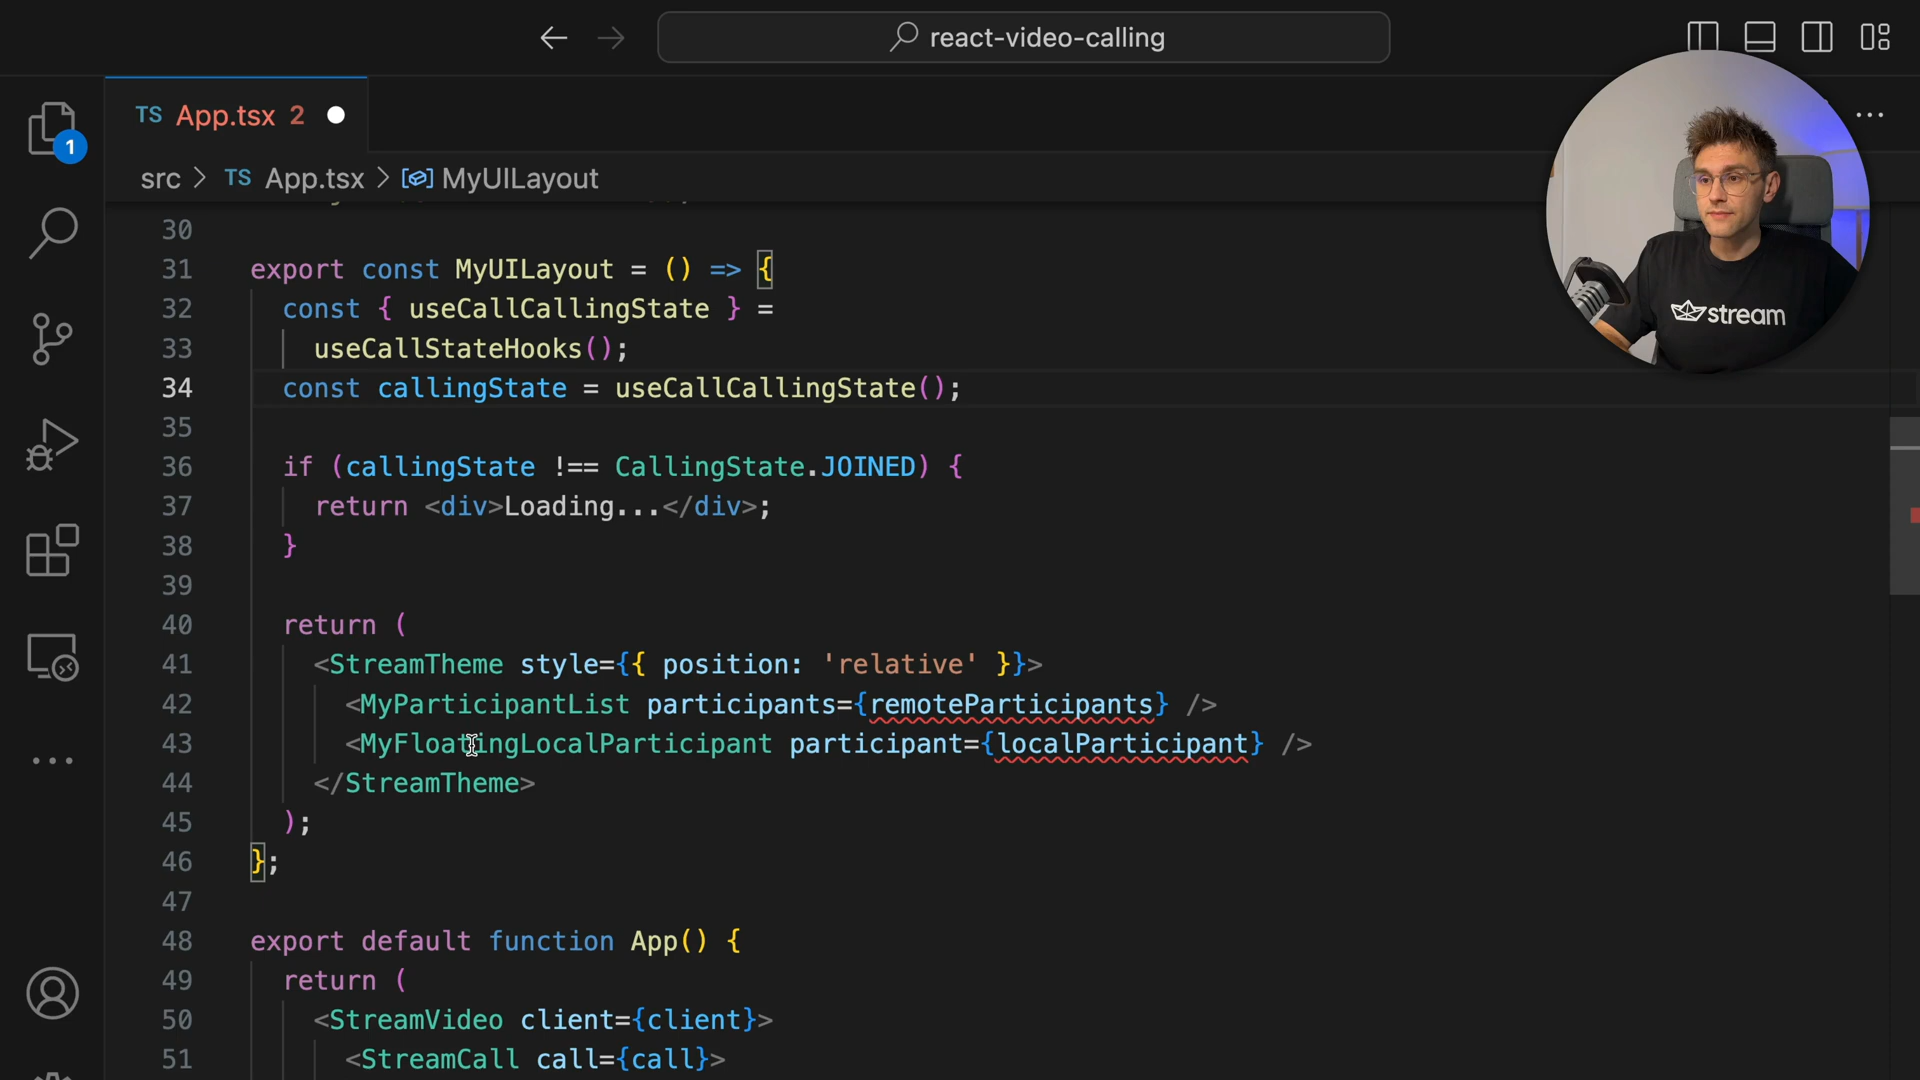 react-video-calling
TS App.tsx 2
1
src > TS App.tsx > MyUILayout
stream
30
31 export const MyUILayout = () => {
32 const { useCallCallingState } =
33 useCallStateHooks();
34 const callingState = useCallCallingState();
35
36 if (callingState !== CallingState.JOINED) {
37 return <div>Loading...</div>;
38 }
39
40 return (
41 <StreamTheme style={{ position: 'relative' }}>
42 <MyParticipantList participants={remoteParticipants} />
43 <MyFloatingLocalParticipant participant={localParticipant} />
44 </StreamTheme>
45 );
46 };
47
48 export default function App() {
49 return (
50 <StreamVideo client={client}>
51 <StreamCall call={call}>